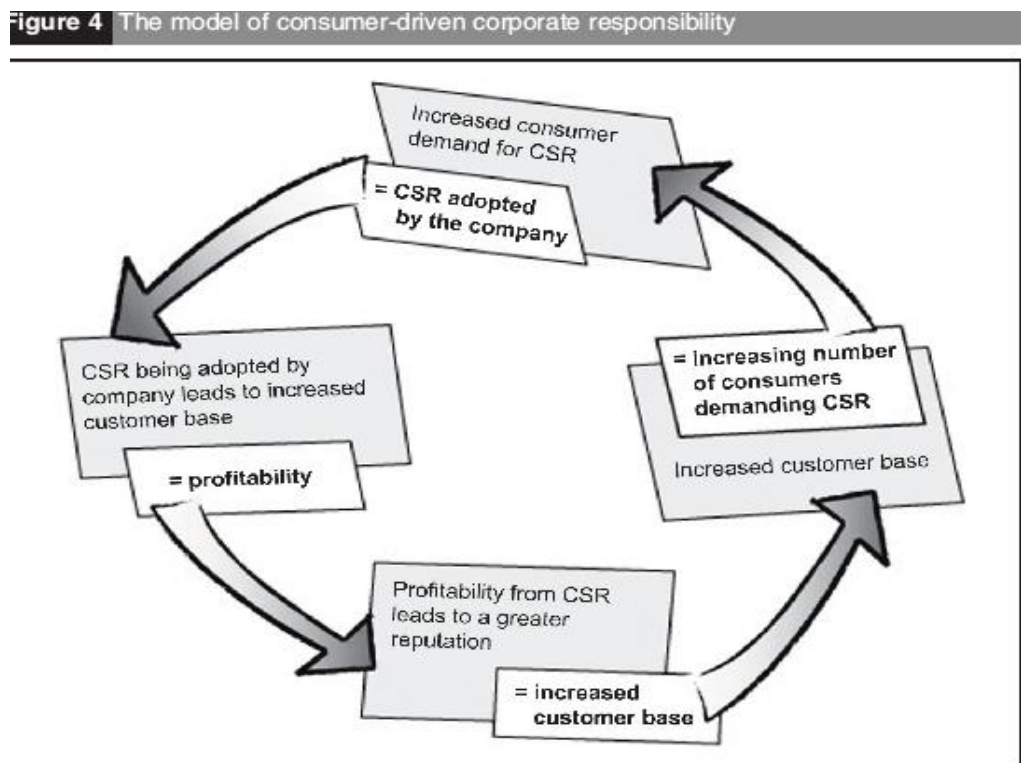 Figure 4 The model of consumer-driven corporate responsibility
Increased consumer
demand for CSR
= CSR adopted
by the company
CSR being adopted by
company leads to increased
customer base
= profitability
Profitability from CSR
leads to a greater
reputation
= increased
customer base
= increasing number
of consumers
demanding CSR
Increased customer base